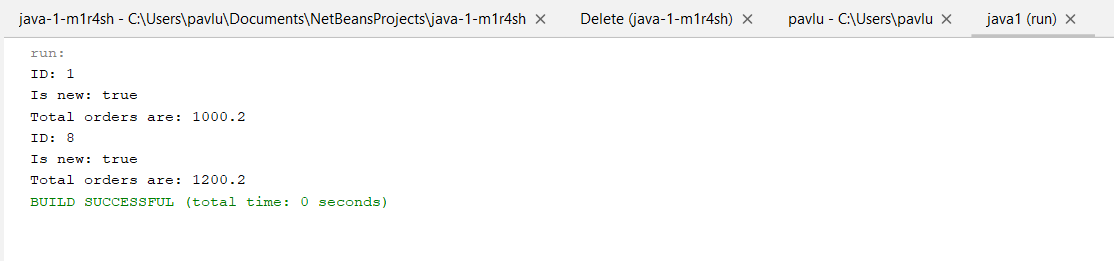 java-1-m1r4sh - C:\Users\pavlu\Documents\NetBeansProjects\java-1-m1r4sh × Delete (java-1-m1r4sh) × pavlu - C:\Users\pavlu × java1 (run) ×
run:
ID: 1
Is new: true
Total orders are: 1000.2
ID: 8
Is new: true
Total orders are: 1200.2
BUILD SUCCESSFUL (total time: 0 seconds)